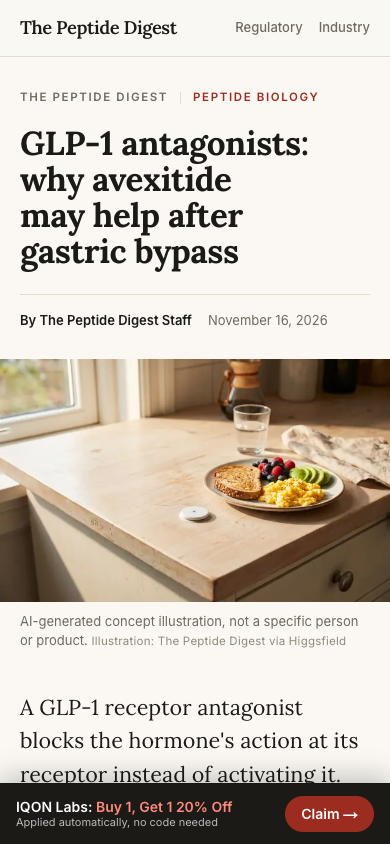 The Peptide Digest
Regulatory Industry
THE PEPTIDE DIGEST | PEPTIDE BIOLOGY
GLP-1 antagonists:
why avexitide
may help after
gastric bypass
By The Peptide Digest Staff November 16, 2026
AI-generated concept illustration, not a specific person
or product. Illustration: The Peptide Digest via Higgsfield
A GLP-1 receptor antagonist
blocks the hormone's action at its
receptor instead of activating it.
IQON Labs: Buy 1, Get 1 20% Off
Applied automatically, no code needed
Claim →